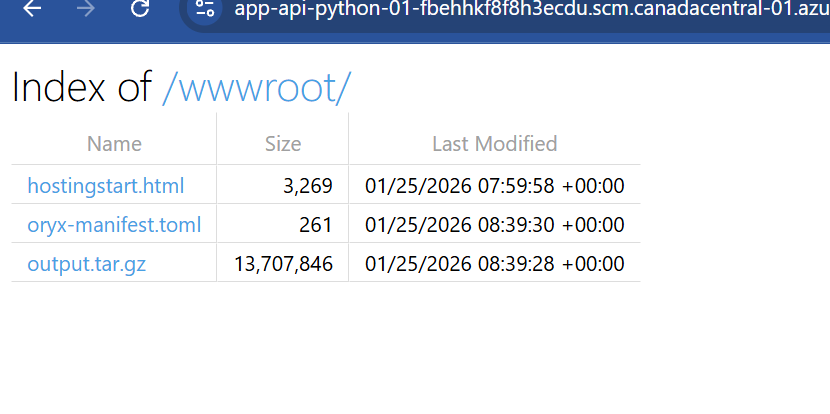 app-api-python-01-fbehhkf8f8h3ecdu.scm.canadacentral-01.azu
Index of /wwwroot/
Name Size Last Modified
hostingstart.html 3,269 01/25/2026 07:59:58 +00:00
oryx-manifest.toml 261 01/25/2026 08:39:30 +00:00
output.tar.gz 13,707,846 01/25/2026 08:39:28 +00:00